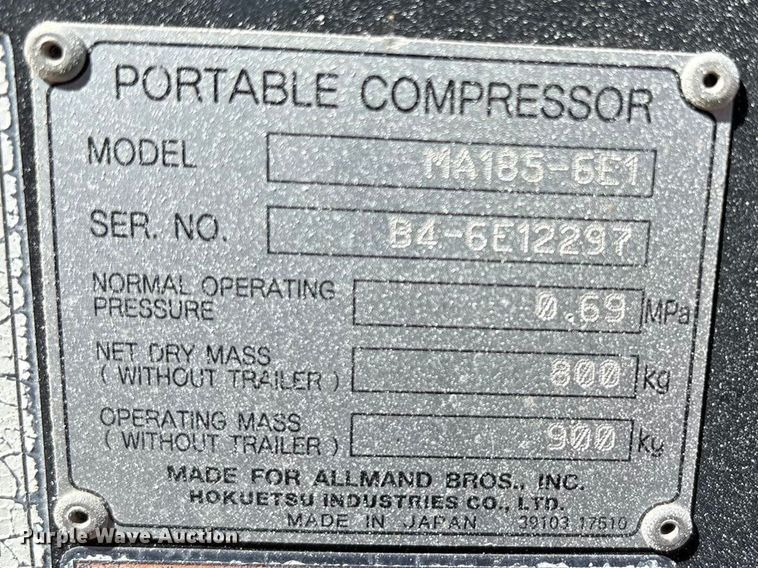 PORTABLE COMPRESSOR
MODEL MA185-6E1
SER. NO. B4-6E12297
NORMAL OPERATING
PRESSURE 0.69 MPa
NET DRY MASS
( WITHOUT TRAILER ) 800 kg
OPERATING MASS
( WITHOUT TRAILER ) 900 kg
MADE FOR ALLMAND BROS., INC.
HOKUETSU INDUSTRIES CO., LTD.
MADE IN JAPAN 39103 17510
Purple Wave Auction